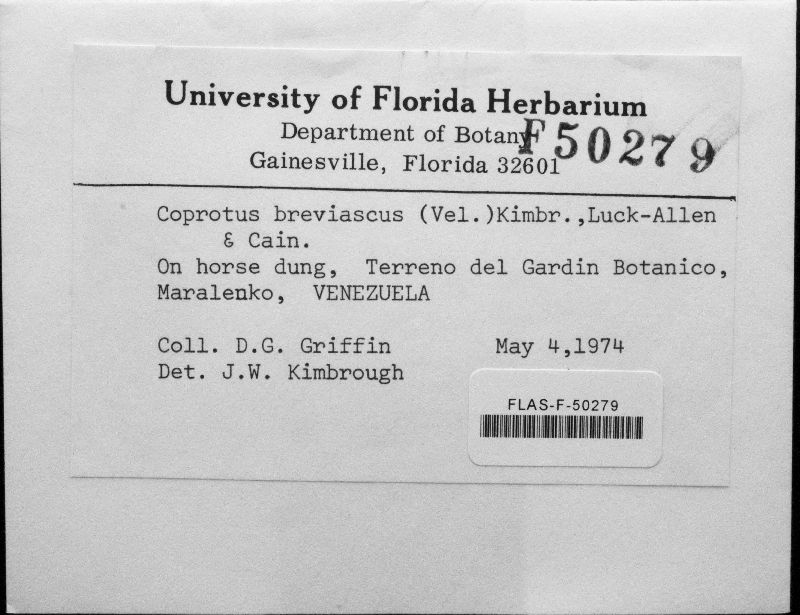 University of Florida Herbarium
Department of Botany
F50279
Gainesville, Florida 32601
Coprotus breviascus (Vel.)Kimbr.,Luck-Allen
& Cain.
On horse dung, Terreno del Gardin Botanico,
Maralenko, VENEZUELA
Coll. D.G. Griffin May 4,1974
Det. J.W. Kimbrough
FLAS-F-50279